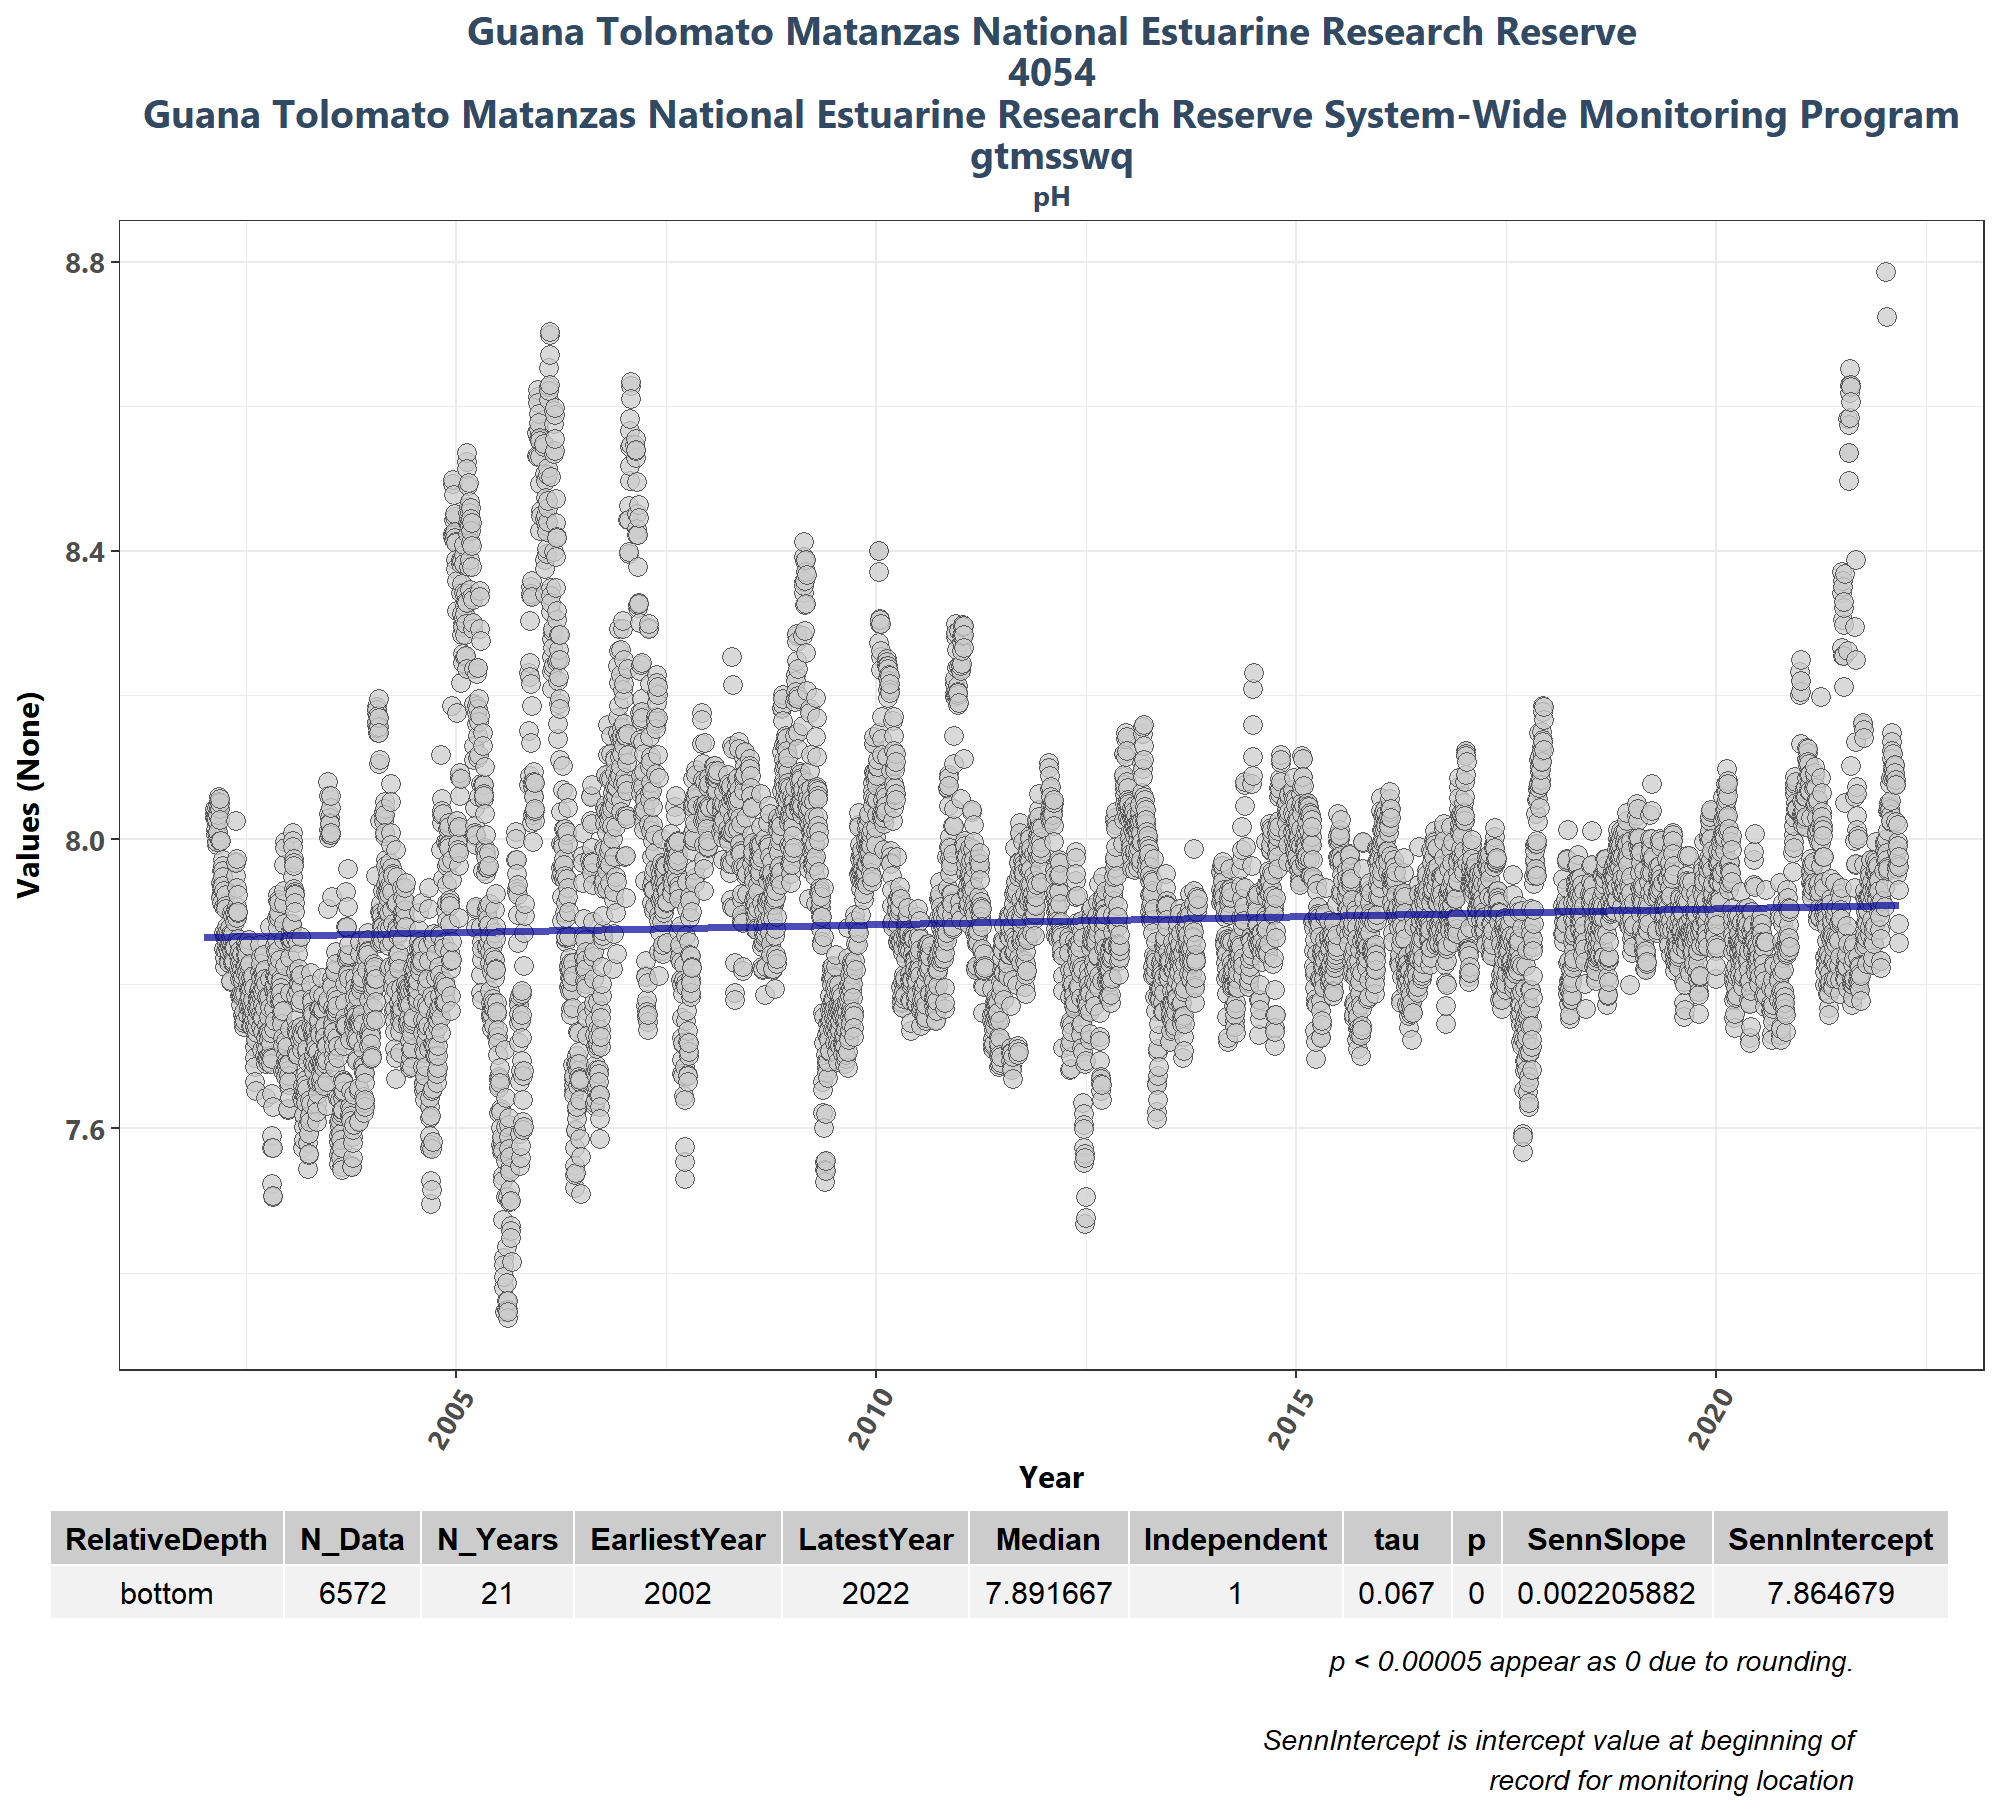 Guana Tolomato Matanzas National Estuarine Research Reserve
4054
Guana Tolomato Matanzas National Estuarine Research Reserve System-Wide Monitoring Program
gtmsswq
pH
Values (None)
8.8
8.4
8.0
7.6
2005 2010 2015 2020
Year
RelativeDepth N_Data N_Years EarliestYear LatestYear Median Independent tau p SennSlope SennIntercept
bottom 6572 21 2002 2022 7.891667 1 0.067 0 0.002205882 7.864679
p < 0.00005 appear as 0 due to rounding.
SennIntercept is intercept value at beginning of
record for monitoring location